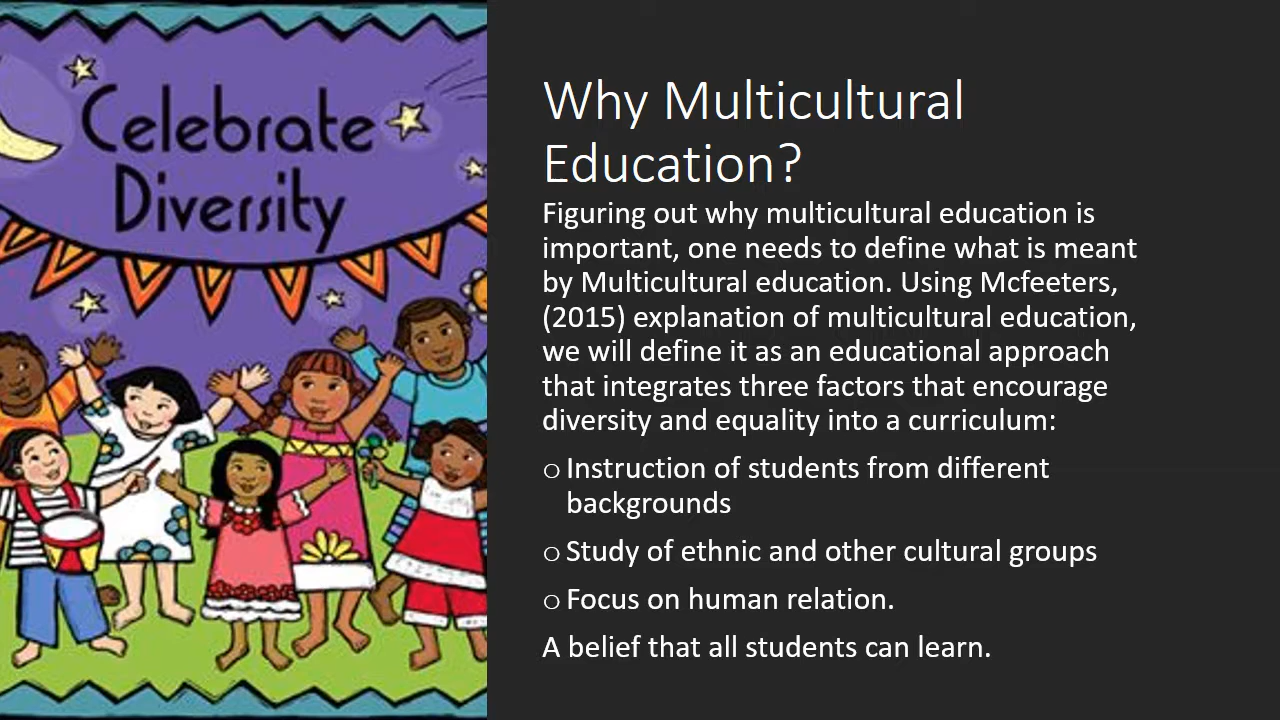 Celebrate
Diversity
Why Multicultural
Education?
Figuring out why multicultural education is
important, one needs to define what is meant
by Multicultural education. Using Mcfeeters,
(2015) explanation of multicultural education,
we will define it as an educational approach
that integrates three factors that encourage
diversity and equality into a curriculum:
o Instruction of students from different
backgrounds
o Study of ethnic and other cultural groups
o Focus on human relation.
A belief that all students can learn.